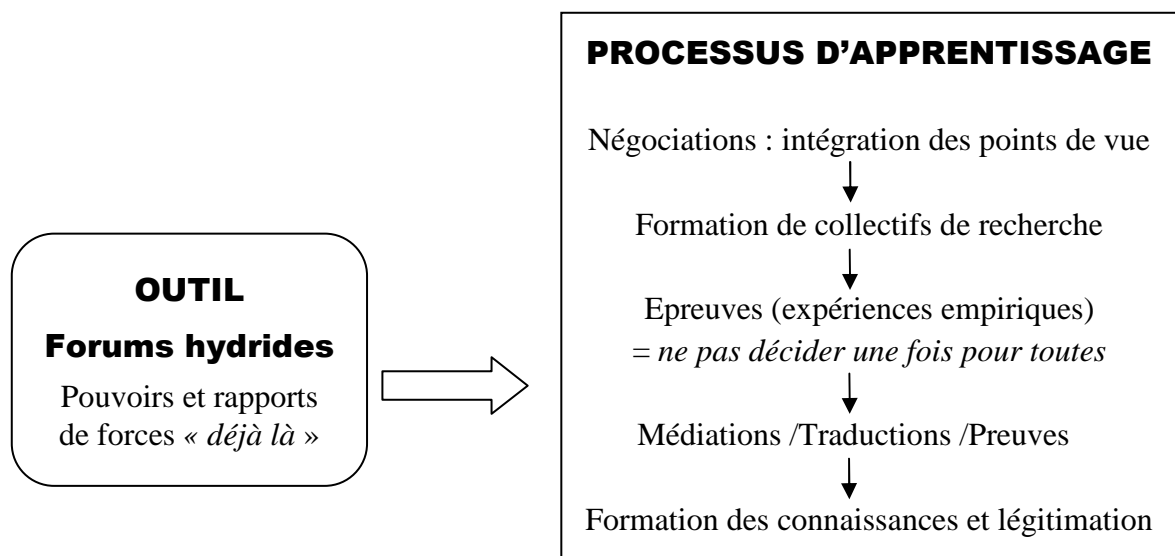 OUTIL
Forums hydrides
Pouvoirs et rapports
de forces « déjà là »
PROCESSUS D’APPRENTISSAGE
Négociations : intégration des points de vue
Formation de collectifs de recherche
Epreuves (expériences empiriques)
= ne pas décider une fois pour toutes
Médiations /Traductions /Preuves
Formation des connaissances et légitimation